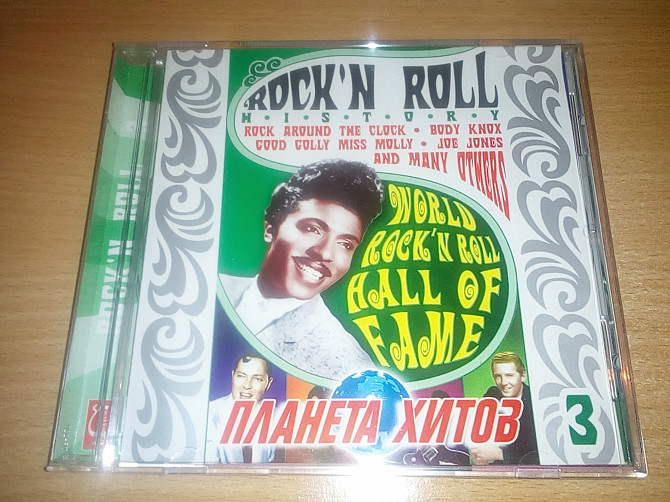 ROCK'N ROLL
H•I•S•T•O•R•Y
ROCK AROUND THE CLOCK • BODY KNOX
GOOD GOLLY MISS MOLLY • JOE JONES
AND MANY OTHERS
WORLD
ROCK'N ROLL
HALL OF
FAME
ПЛАНЕТА ХИТОВ
3
ROCK'N ROLL